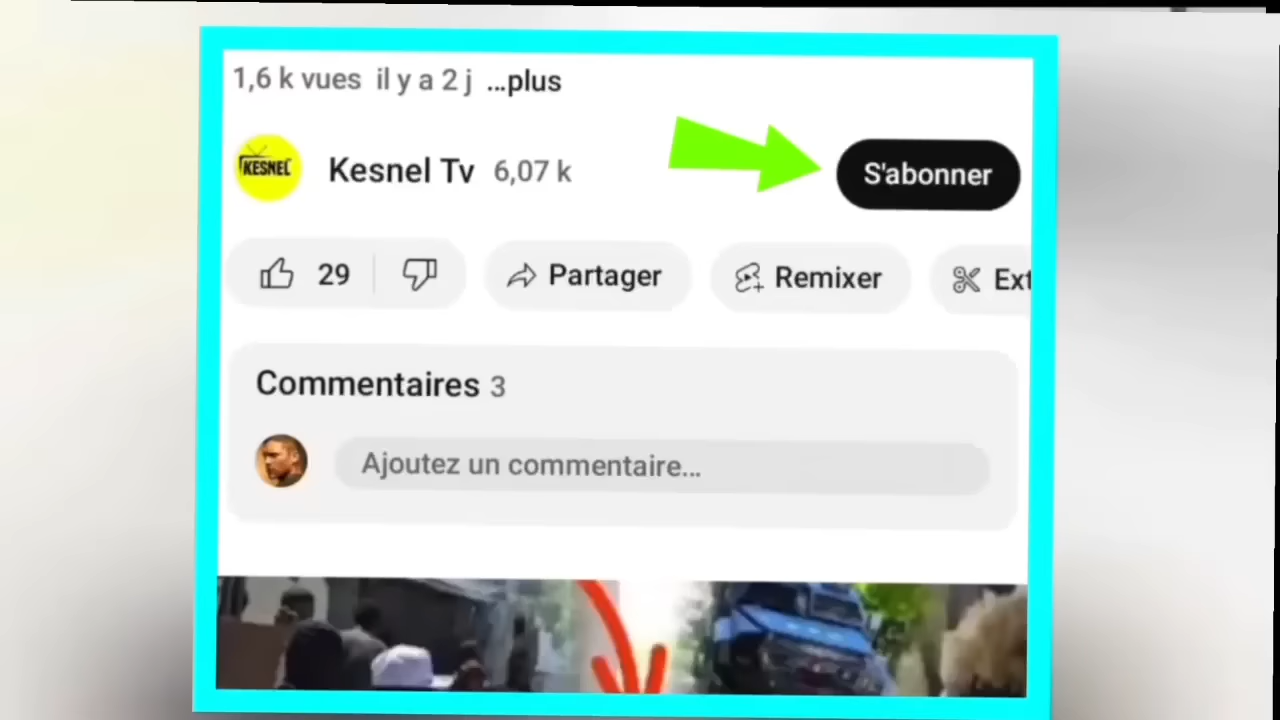 1,6 k vues il y a 2 j ...plus
KESNEL
Kesnel Tv 6,07 k
S'abonner
29
Partager
Remixer
Ext
Commentaires 3
Ajoutez un commentaire...